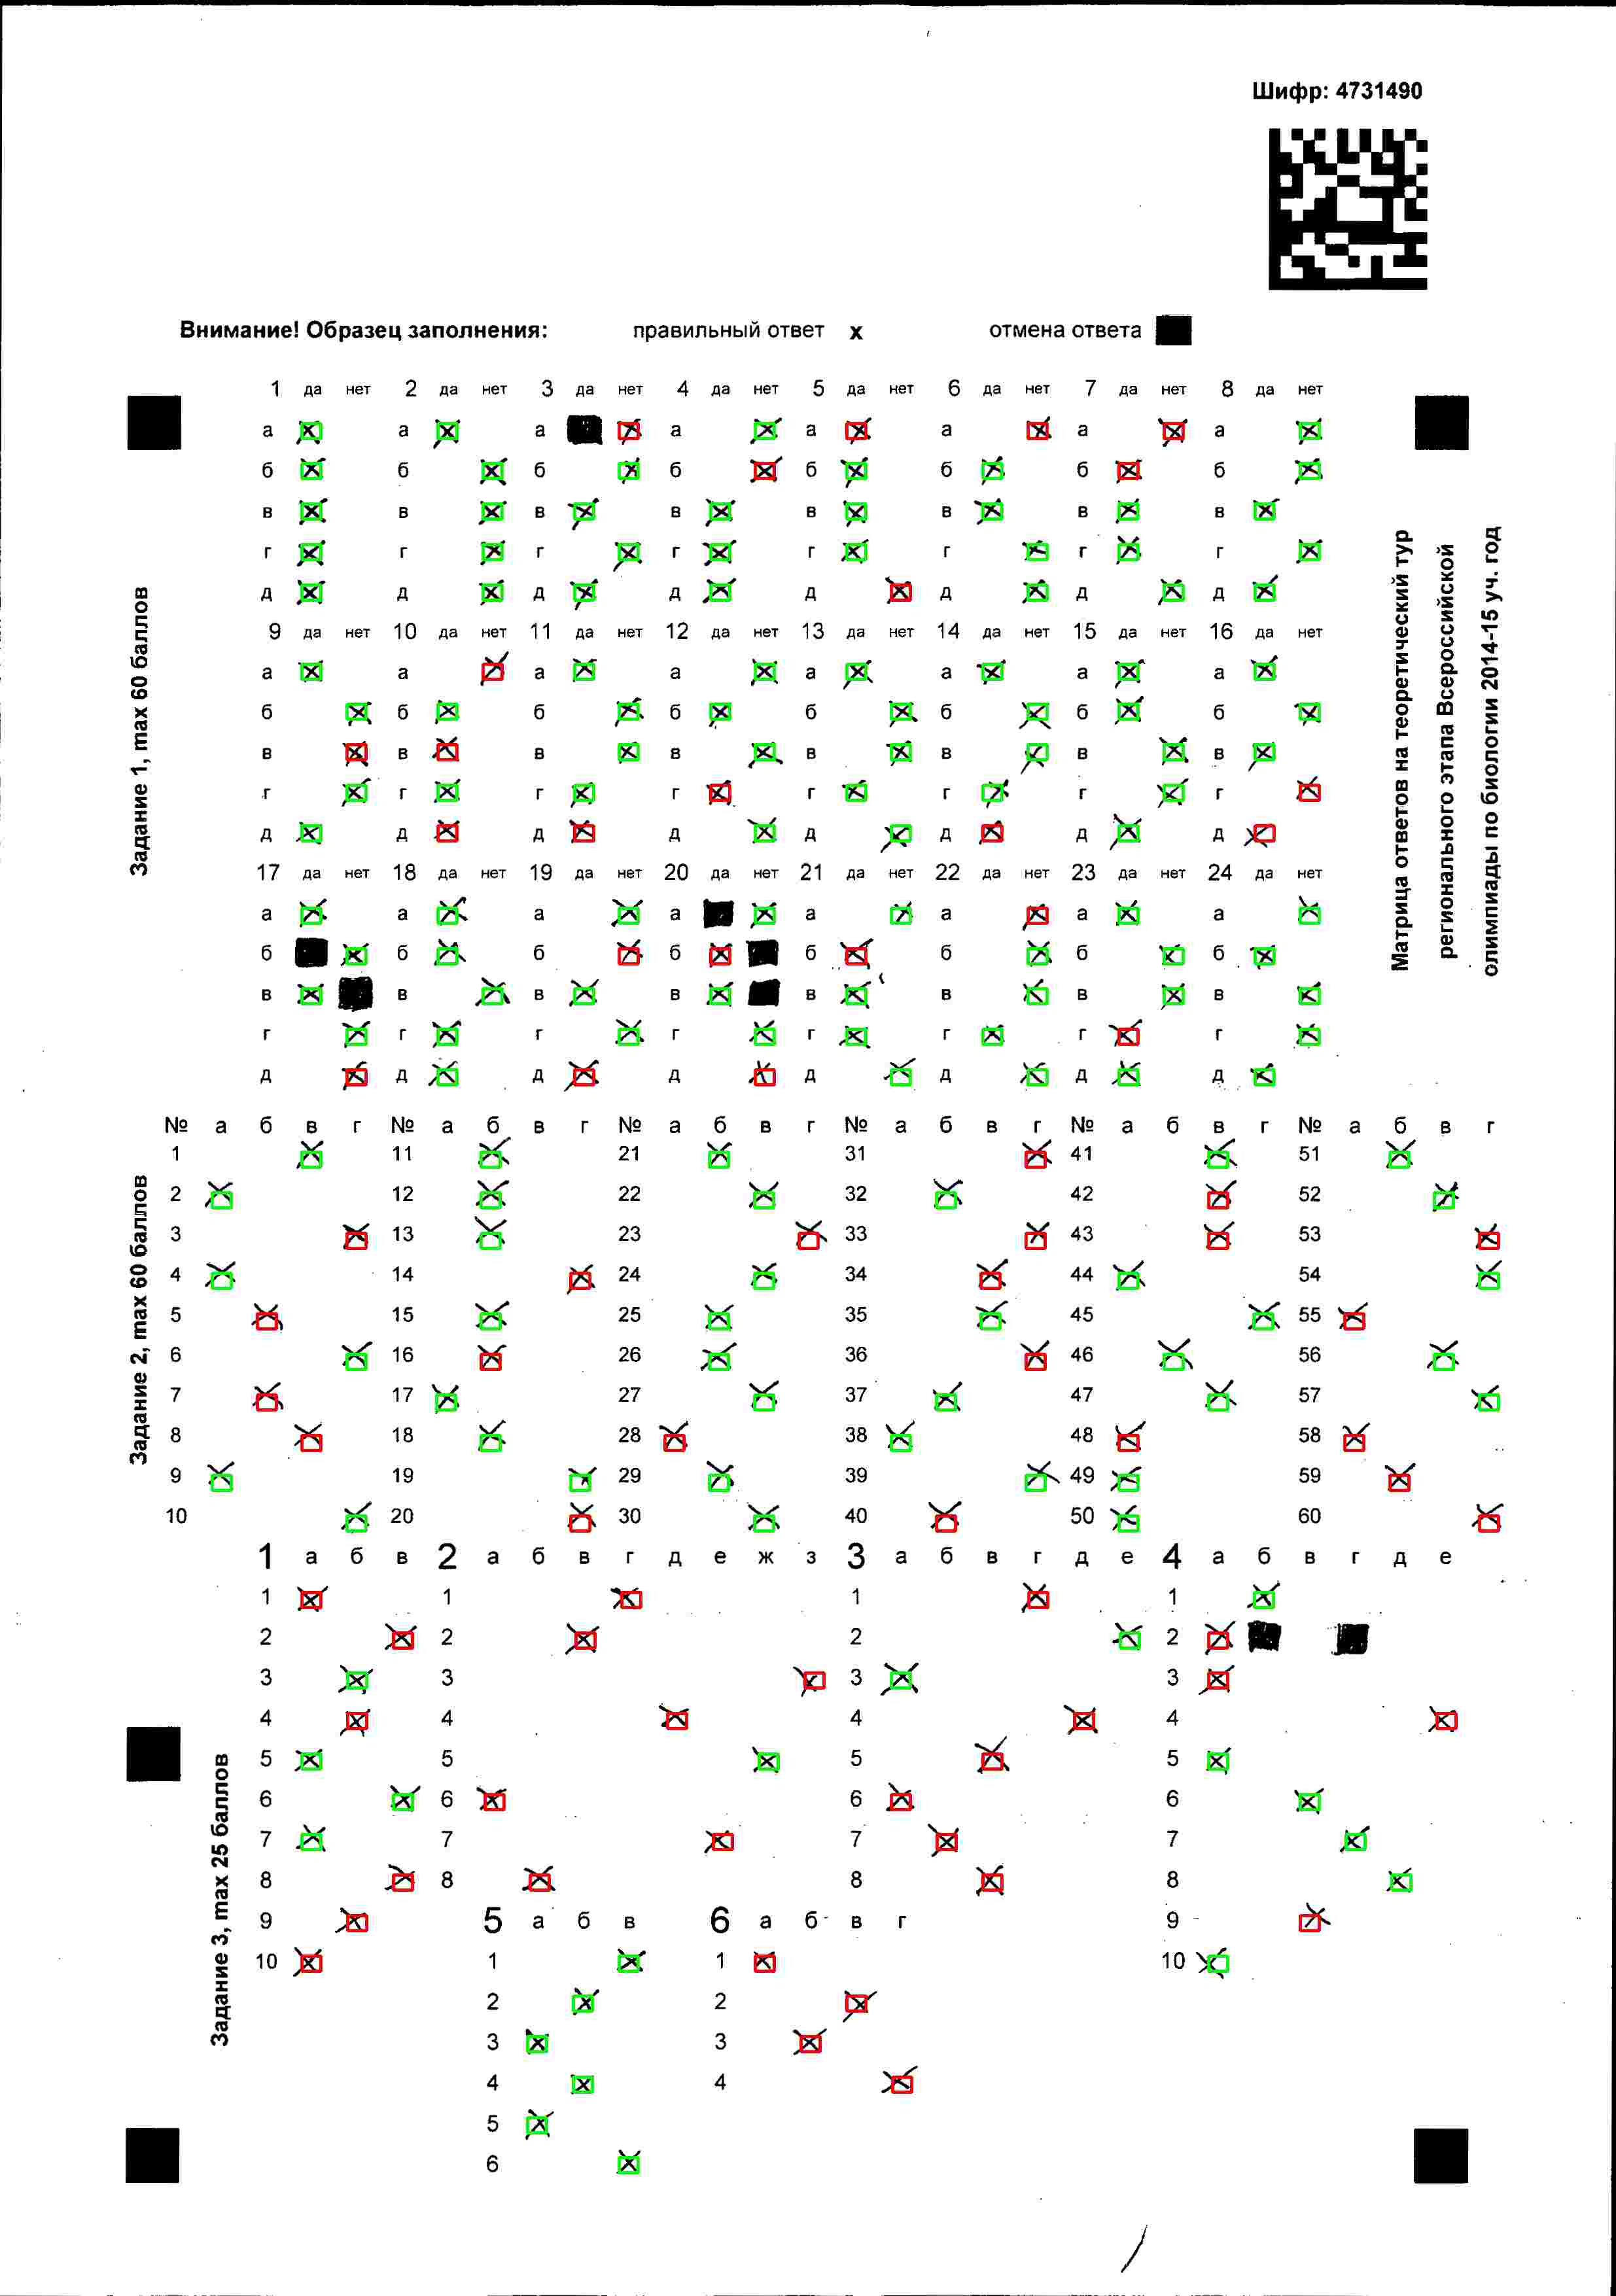 Шифр: 4731490
Внимание! Образец заполнения: правильный ответ x отмена ответа
1 да нет 2 да нет 3 да нет 4 да нет 5 да нет 6 да нет 7 да нет 8 да нет
а а а а а а а а
б б б б б б б б
в в в в в в в в
г г г г г г г г
д д д д д д д д
9 да нет 10 да нет 11 да нет 12 да нет 13 да нет 14 да нет 15 да нет 16 да нет
а а а а а а а а
б б б б б б б б
в в в в в в в в
г г г г г г г г
д д д д д д д д
17 да нет 18 да нет 19 да нет 20 да нет 21 да нет 22 да нет 23 да нет 24 да нет
а а а а а а а а
б б б б б б б б
в в в в в в в в
г г г г г г г г
д д д д д д д д
Задание 1, max 60 баллов
Матрица ответов на теоретический тур
регионального этапа Всероссийской
олимпиады по биологии 2014-15 уч. год
№ а б в г № а б в г № а б в г № а б в г № а б в г № а б в г
1 11 21 31 41 51
2 12 22 32 42 52
3 13 23 33 43 53
4 14 24 34 44 54
5 15 25 35 45 55
6 16 26 36 46 56
7 17 27 37 47 57
8 18 28 38 48 58
9 19 29 39 49 59
10 20 30 40 50 60
Задание 2, max 60 баллов
1 а б в 2 а б в г д е ж з 3 а б в г д е 4 а б в г д е
1 1 1 1
2 2 2 2
3 3 3 3
4 4 4 4
5 5 5 5
6 6 6 6
7 7 7 7
8 8 8 8
9 5 а б в 6 а б в г 9
10 1 1 10
2 2
3 3
4 4
5
6
Задание 3, max 25 баллов